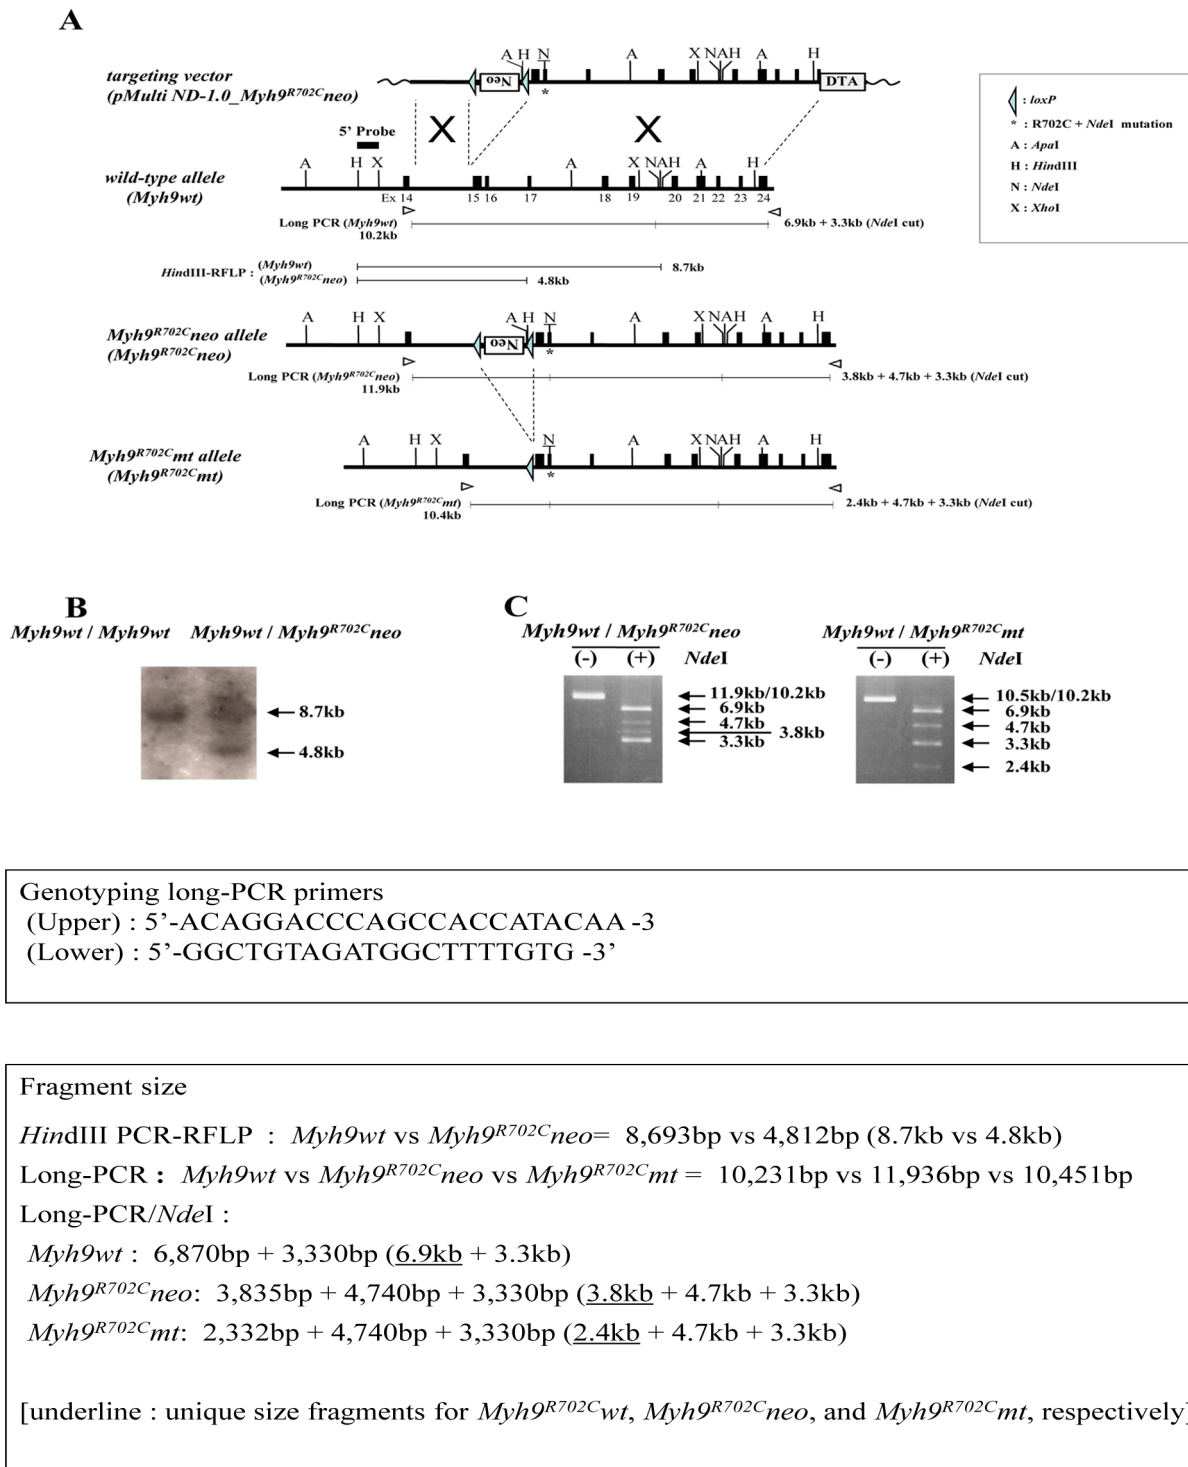 A
targeting vector
(pMulti ND-1.0_Myh9R702Cneo)
A H N A X NAH A H
Neo
*
DTA
5' Probe
X X
wild-type allele
(Myh9wt)
A H X A X NAH A H
Ex 14 15 16 17 18 19 20 21 22 23 24
Long PCR (Myh9wt)
10.2kb
6.9kb + 3.3kb (NdeI cut)
HindIII-RFLP :
(Myh9wt)
8.7kb
(Myh9R702Cneo)
4.8kb
Myh9R702Cneo allele
(Myh9R702Cneo)
A H X A H N A X NAH A H
Neo
*
Long PCR (Myh9R702Cneo)
11.9kb
3.8kb + 4.7kb + 3.3kb (NdeI cut)
Myh9R702Cmt allele
(Myh9R702Cmt)
A H X N A X NAH A H
*
Long PCR (Myh9R702Cmt)
10.4kb
2.4kb + 4.7kb + 3.3kb (NdeI cut)
: loxP
* : R702C + NdeI mutation
A : ApaI
H : HindIII
N : NdeI
X : XhoI
B
Myh9wt / Myh9wt Myh9wt / Myh9R702Cneo
8.7kb
4.8kb
C
Myh9wt / Myh9R702Cneo
(-) (+) NdeI
11.9kb/10.2kb
6.9kb
4.7kb
3.8kb
3.3kb
Myh9wt / Myh9R702Cmt
(-) (+) NdeI
10.5kb/10.2kb
6.9kb
4.7kb
3.3kb
2.4kb
Genotyping long-PCR primers
(Upper) : 5’-ACAGGACCCAGCCACCATACAA -3
(Lower) : 5’-GGCTGTAGATGGCTTTTGTG -3’
Fragment size
HindIII PCR-RFLP : Myh9wt vs Myh9R702Cneo= 8,693bp vs 4,812bp (8.7kb vs 4.8kb)
Long-PCR : Myh9wt vs Myh9R702Cneo vs Myh9R702Cmt = 10,231bp vs 11,936bp vs 10,451bp
Long-PCR/NdeI :
Myh9wt : 6,870bp + 3,330bp (6.9kb + 3.3kb)
Myh9R702Cneo: 3,835bp + 4,740bp + 3,330bp (3.8kb + 4.7kb + 3.3kb)
Myh9R702Cmt: 2,332bp + 4,740bp + 3,330bp (2.4kb + 4.7kb + 3.3kb)
[underline : unique size fragments for Myh9R702Cwt, Myh9R702Cneo, and Myh9R702Cmt, respectively]